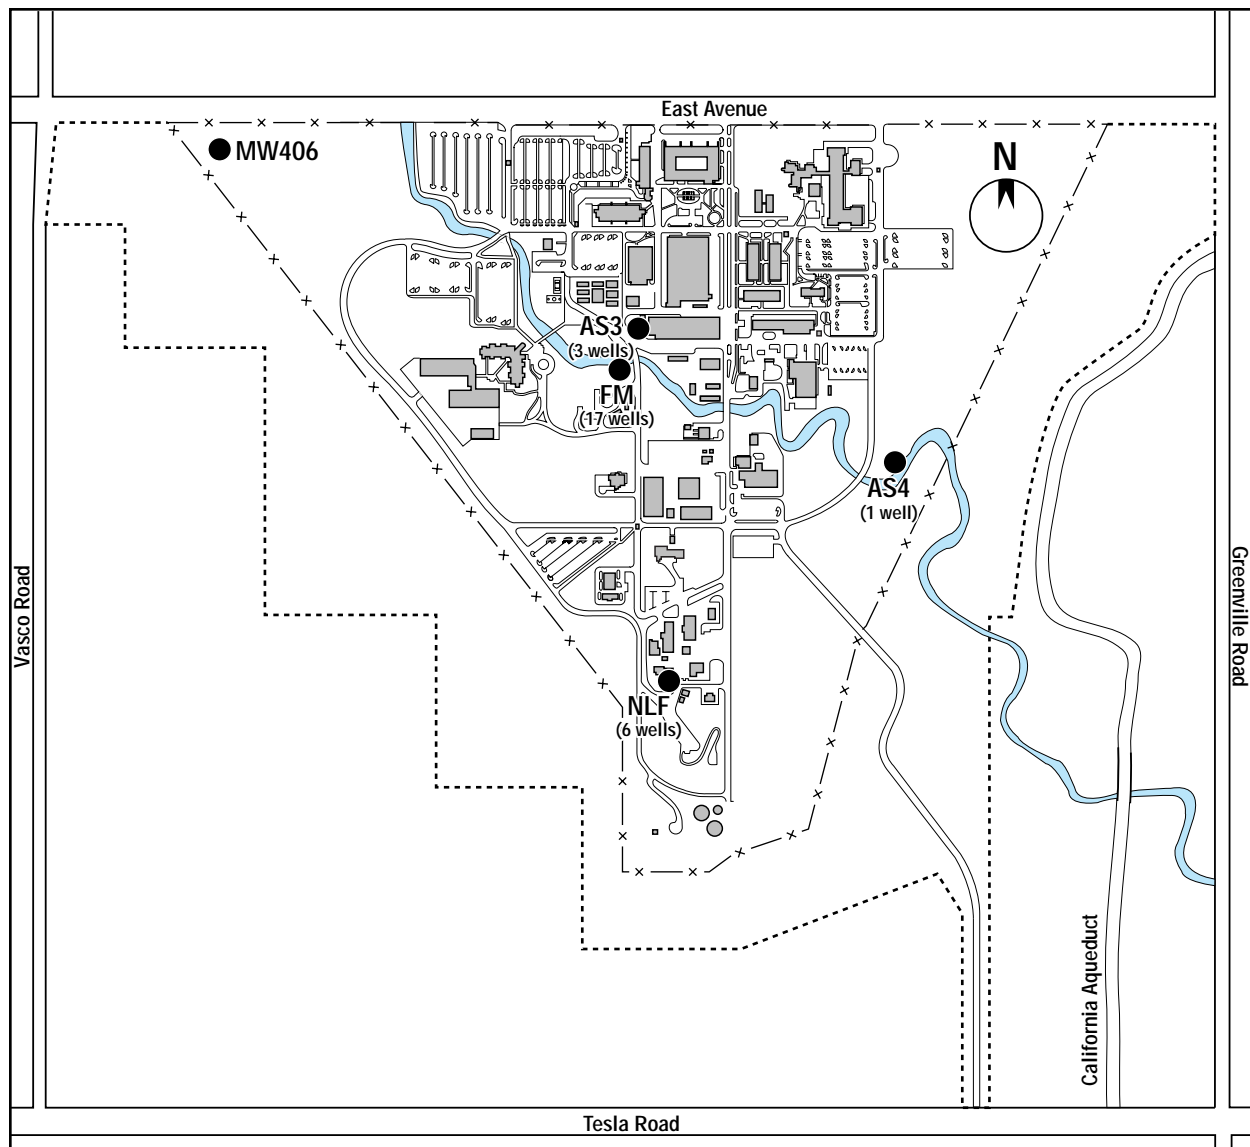 East Avenue
MW406
N
AS3
(3 wells)
FM
(17 wells)
AS4
(1 well)
Vasco Road
Greenville Road
NLF
(6 wells)
California Aqueduct
Tesla Road